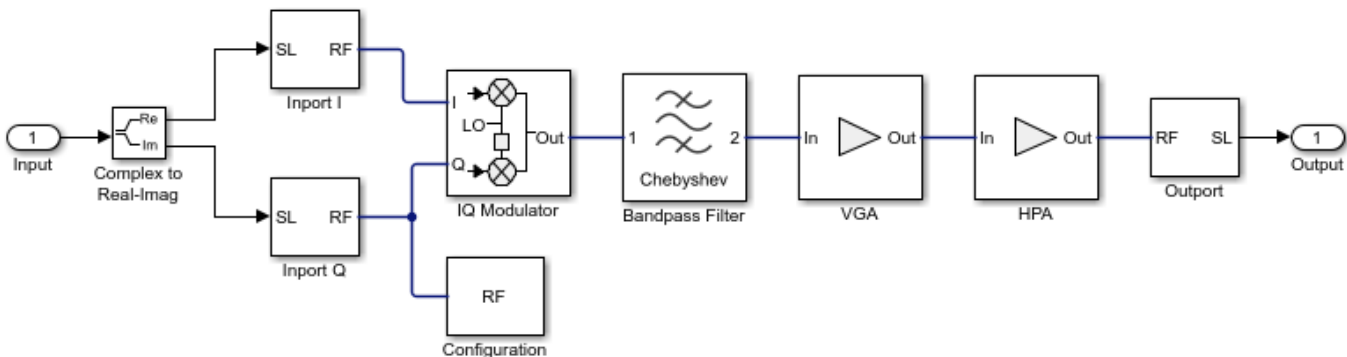 1
Input
Re
Im
Complex to
Real-Imag
SL RF
Inport I
SL RF
Inport Q
I
LO
Q
Out
IQ Modulator
RF
Configuration
1 2
Chebyshev
Bandpass Filter
In Out
VGA
In Out
HPA
RF SL
Outport
1
Output